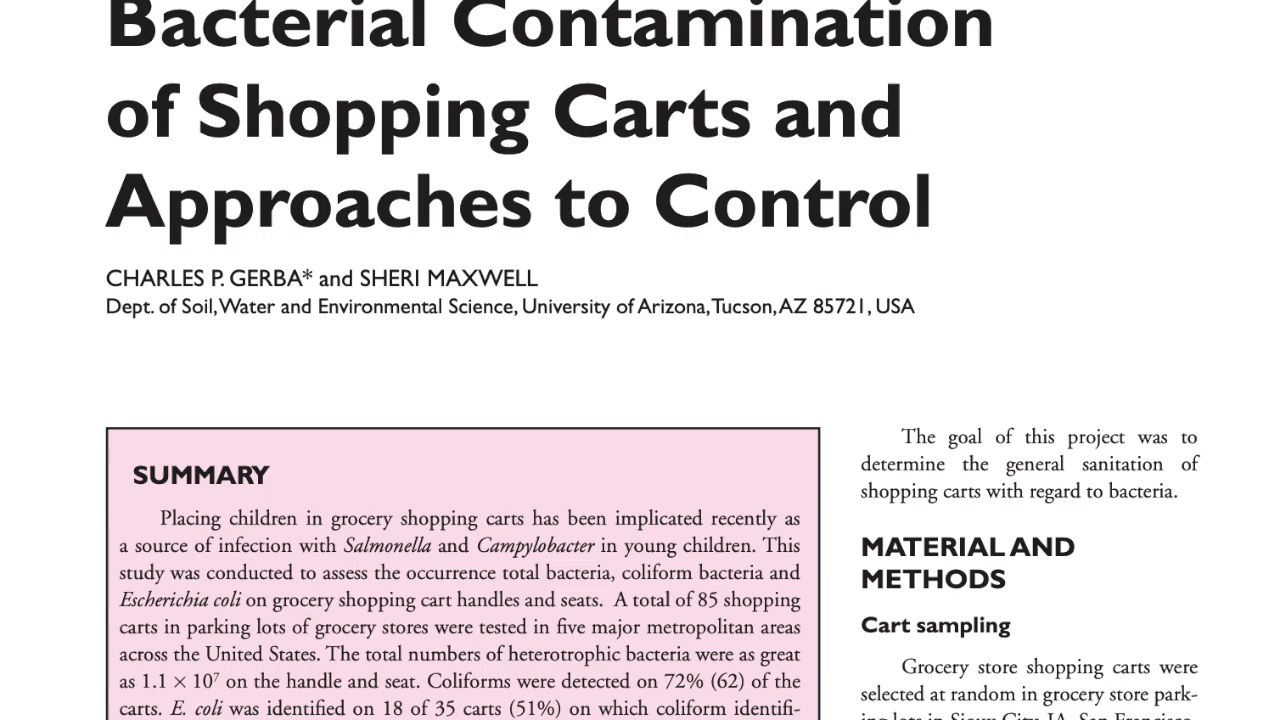 Bacterial Contamination
of Shopping Carts and
Approaches to Control
CHARLES P. GERBA* and SHERI MAXWELL
Dept. of Soil, Water and Environmental Science, University of Arizona, Tucson, AZ 85721, USA
SUMMARY
Placing children in grocery shopping carts has been implicated recently as
a source of infection with Salmonella and Campylobacter in young children. This
study was conducted to assess the occurrence total bacteria, coliform bacteria and
Escherichia coli on grocery shopping cart handles and seats. A total of 85 shopping
carts in parking lots of grocery stores were tested in five major metropolitan areas
across the United States. The total numbers of heterotrophic bacteria were as great
as 1.1 × 10⁷ on the handle and seat. Coliforms were detected on 72% (62) of the
carts. E. coli was identified on 18 of 35 carts (51%) on which coliform identifi-
The goal of this project was to
determine the general sanitation of
shopping carts with regard to bacteria.
MATERIAL AND
METHODS
Cart sampling
Grocery store shopping carts were
selected at random in grocery store park-
ing lots in Sioux City, IA, San Francisco,